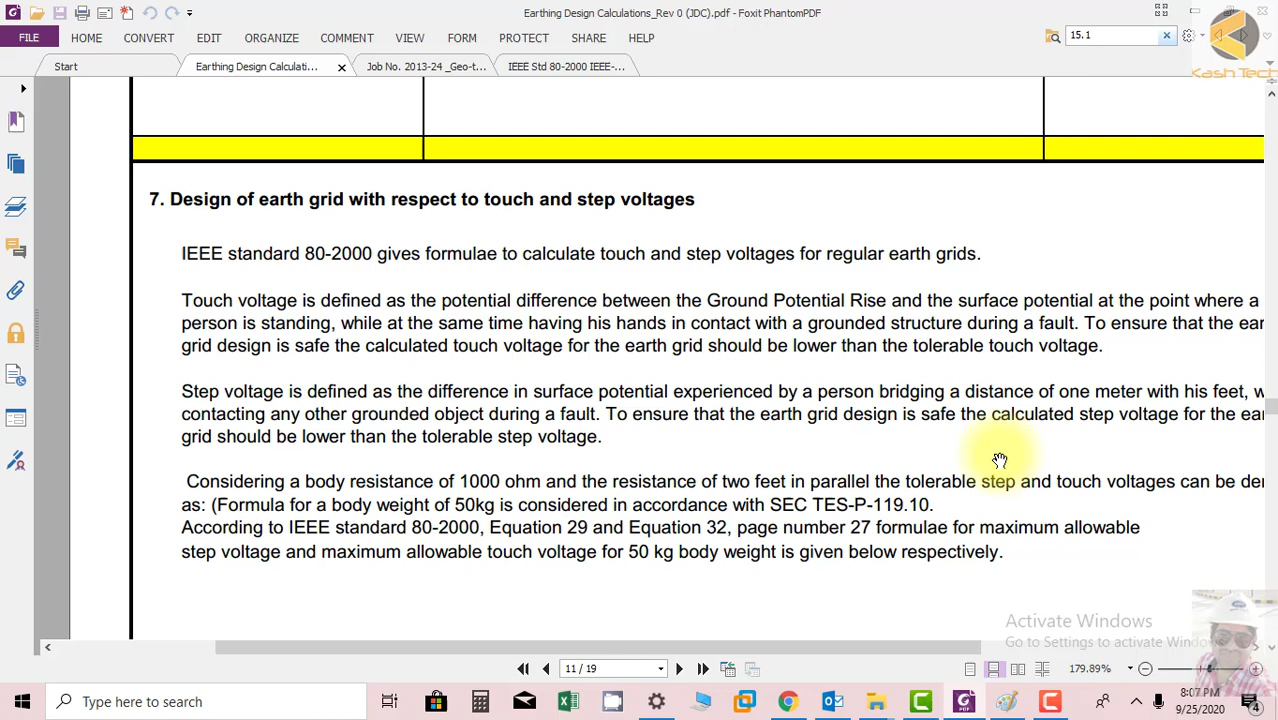 Earthing Design Calculations_Rev 0 (JDC).pdf - Foxit PhantomPDF
FILE HOME CONVERT EDIT ORGANIZE COMMENT VIEW FORM PROTECT SHARE HELP
15.1
Kash Tech
Start
Earthing Design Calculati...
Job No. 2013-24 _Geo-t...
IEEE Std 80-2000 IEEE-...
7. Design of earth grid with respect to touch and step voltages
IEEE standard 80-2000 gives formulae to calculate touch and step voltages for regular earth grids.
Touch voltage is defined as the potential difference between the Ground Potential Rise and the surface potential at the point where a
person is standing, while at the same time having his hands in contact with a grounded structure during a fault. To ensure that the ear
grid design is safe the calculated touch voltage for the earth grid should be lower than the tolerable touch voltage.
Step voltage is defined as the difference in surface potential experienced by a person bridging a distance of one meter with his feet, w
contacting any other grounded object during a fault. To ensure that the earth grid design is safe the calculated step voltage for the ear
grid should be lower than the tolerable step voltage.
Considering a body resistance of 1000 ohm and the resistance of two feet in parallel the tolerable step and touch voltages can be der
as: (Formula for a body weight of 50kg is considered in accordance with SEC TES-P-119.10.
According to IEEE standard 80-2000, Equation 29 and Equation 32, page number 27 formulae for maximum allowable
step voltage and maximum allowable touch voltage for 50 kg body weight is given below respectively.
Activate Windows
Go to Settings to activate Windows
11 / 19
179.89%
Type here to search
8:07 PM
9/25/2020
4